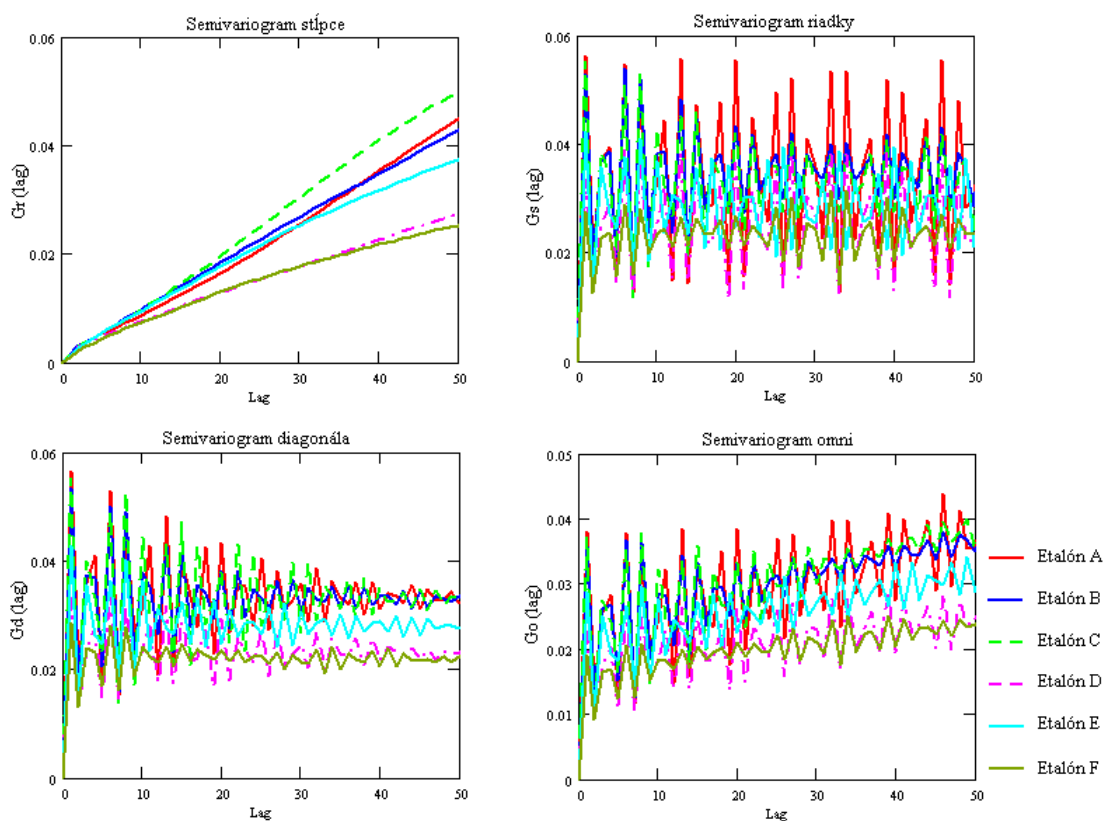 Semivariogram stĺpce
0.06
0.04
0.02
0
Gr (lag)
0 10 20 30 40 50
Lag
Semivariogram riadky
0.06
0.04
0.02
0
Gs (lag)
0 10 20 30 40 50
Lag
Semivariogram diagonála
0.06
0.04
0.02
0
Gd (lag)
0 10 20 30 40 50
Lag
Semivariogram omni
0.05
0.04
0.03
0.02
0.01
0
Go (lag)
0 10 20 30 40 50
Lag
Etalón A
Etalón B
Etalón C
Etalón D
Etalón E
Etalón F